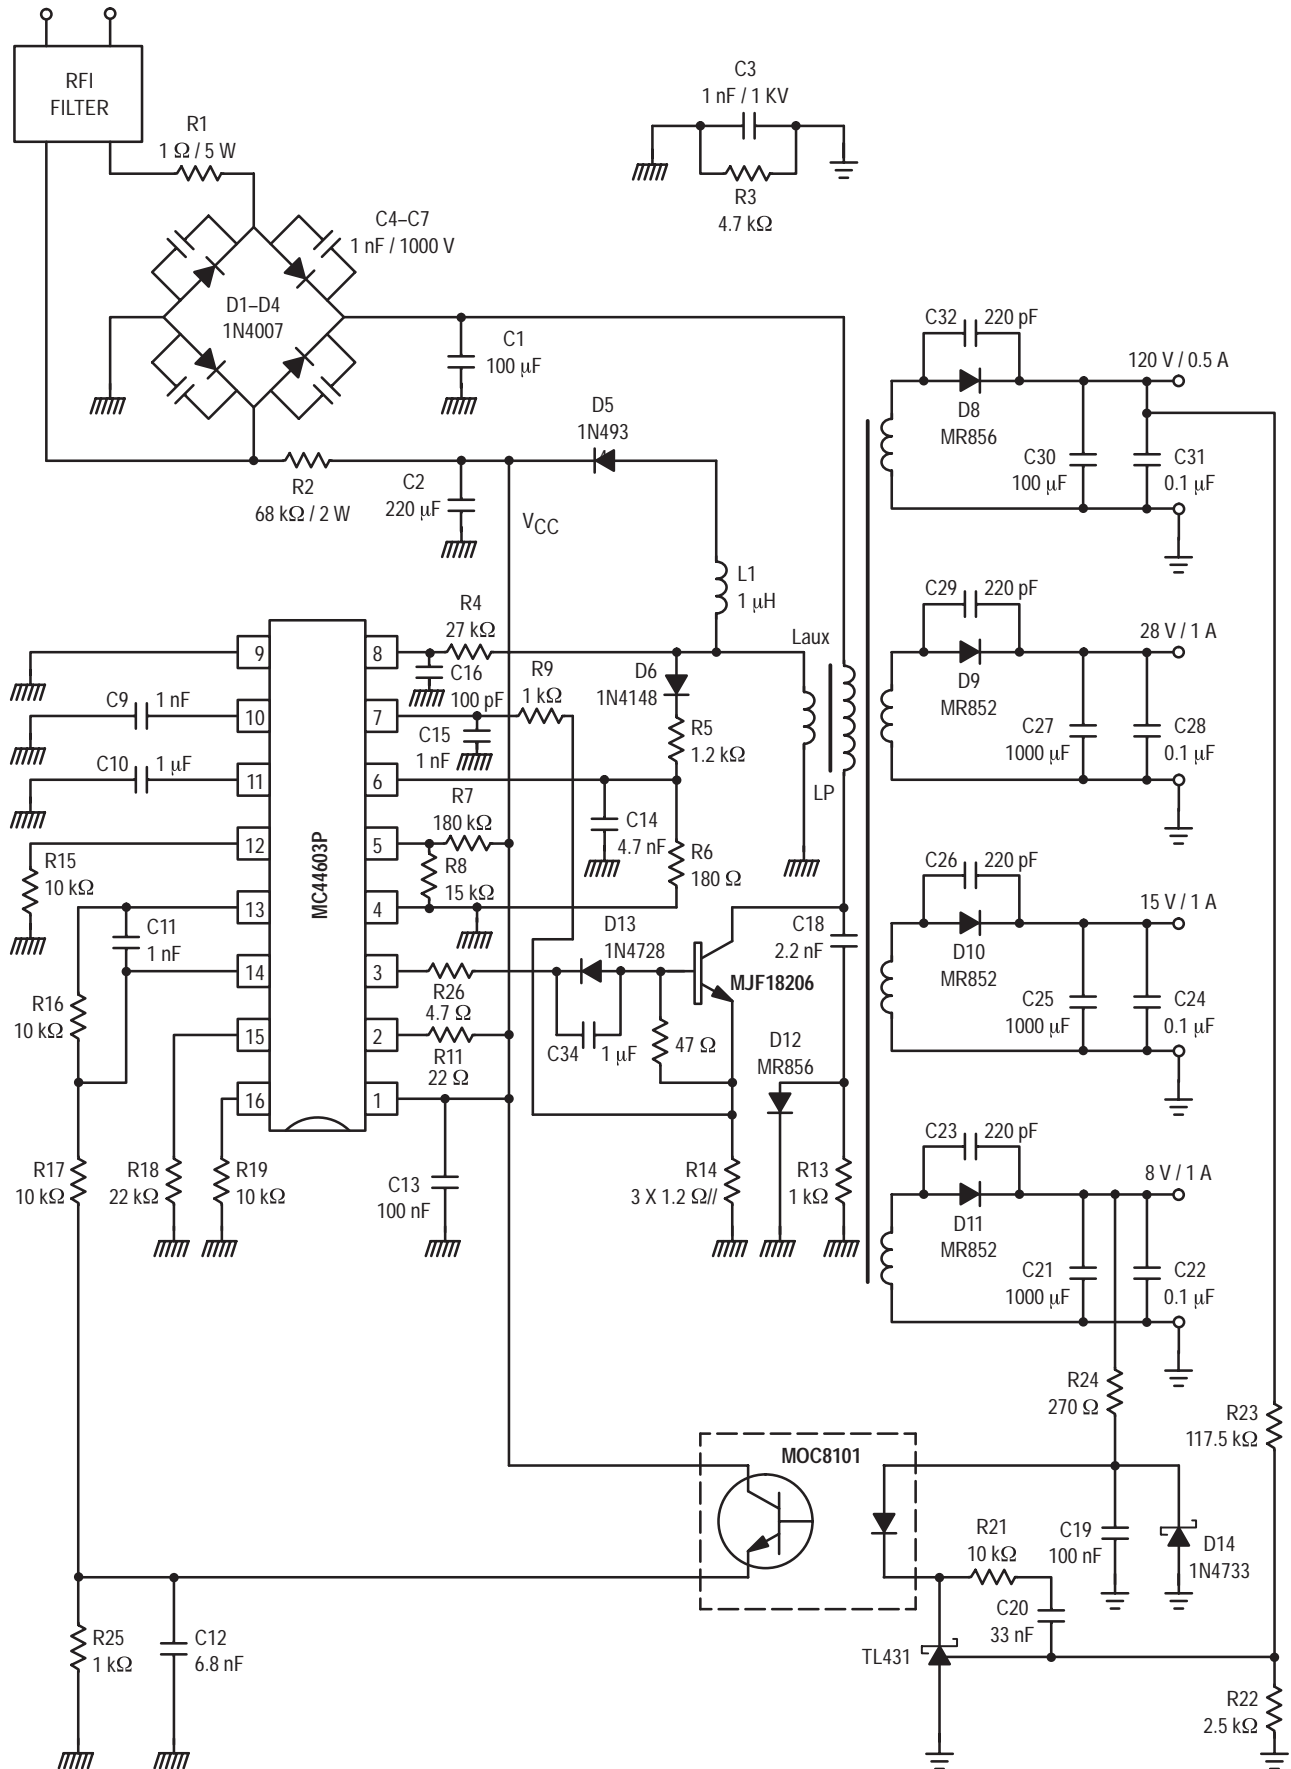 RFI
FILTER
R1
1 Ω / 5 W
C3
1 nF / 1 KV
R3
4.7 kΩ
C4–C7
1 nF / 1000 V
D1–D4
1N4007
C1
100 µF
D5
1N493
R2
68 kΩ / 2 W
C2
220 µF
VCC
L1
1 µH
C32
220 pF
120 V / 0.5 A
D8
MR856
C30
100 µF
C31
0.1 µF
C29
220 pF
28 V / 1 A
D9
MR852
C27
1000 µF
C28
0.1 µF
R4
27 kΩ
Laux
LP
9
8
C16
100 pF
R9
1 kΩ
D6
1N4148
C9
1 nF
10
7
C15
1 nF
R5
1.2 kΩ
C10
1 µF
11
6
C14
4.7 nF
R7
180 kΩ
MC44603P
12
5
R8
15 kΩ
R6
180 Ω
R15
10 kΩ
13
4
C11
1 nF
D13
1N4728
C18
2.2 nF
C26
220 pF
15 V / 1 A
D10
MR852
C25
1000 µF
C24
0.1 µF
14
3
R26
4.7 Ω
MJF18206
R16
10 kΩ
15
2
R11
22 Ω
C34
1 µF
47 Ω
D12
MR856
16
1
R17
10 kΩ
R18
22 kΩ
R19
10 kΩ
C13
100 nF
R14
3 X 1.2 Ω//
R13
1 kΩ
C23
220 pF
8 V / 1 A
D11
MR852
C21
1000 µF
C22
0.1 µF
R24
270 Ω
R23
117.5 kΩ
MOC8101
R21
10 kΩ
C19
100 nF
D14
1N4733
C20
33 nF
R25
1 kΩ
C12
6.8 nF
TL431
R22
2.5 kΩ